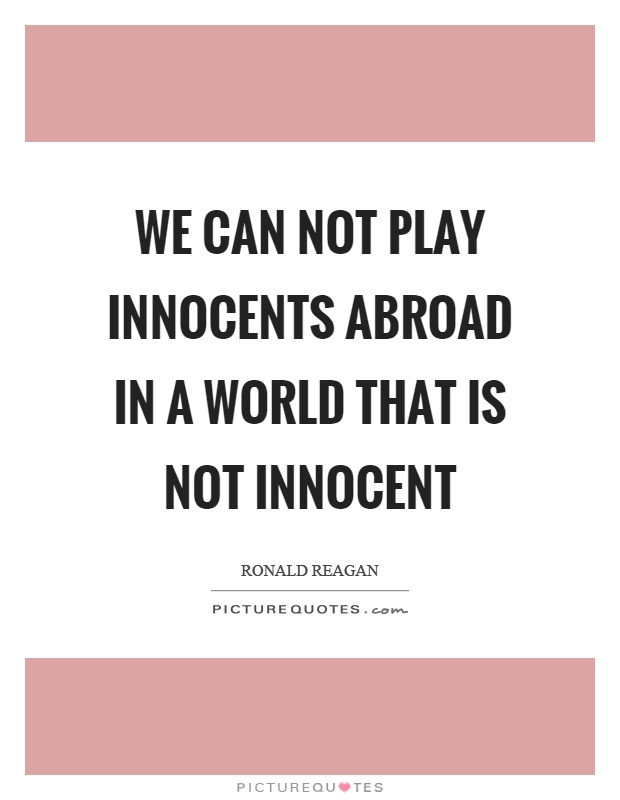 WE CAN NOT PLAY
INNOCENTS ABROAD
IN A WORLD THAT IS
NOT INNOCENT
RONALD REAGAN
PICTUREQUOTES.com
PICTUREQUOTES